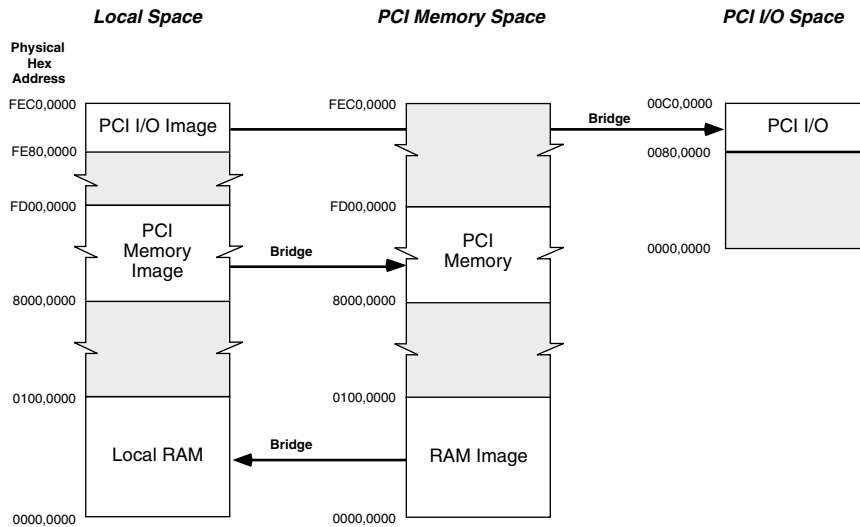 Local Space
PCI Memory Space
PCI I/O Space
Physical
Hex
Address
FEC0,0000
FEC0,0000
00C0,0000
PCI I/O Image
Bridge
PCI I/O
FE80,0000
0080,0000
FD00,0000
FD00,0000
PCI
Memory
Image
Bridge
PCI
Memory
0000,0000
8000,0000
8000,0000
0100,0000
0100,0000
Local RAM
Bridge
RAM Image
0000,0000
0000,0000